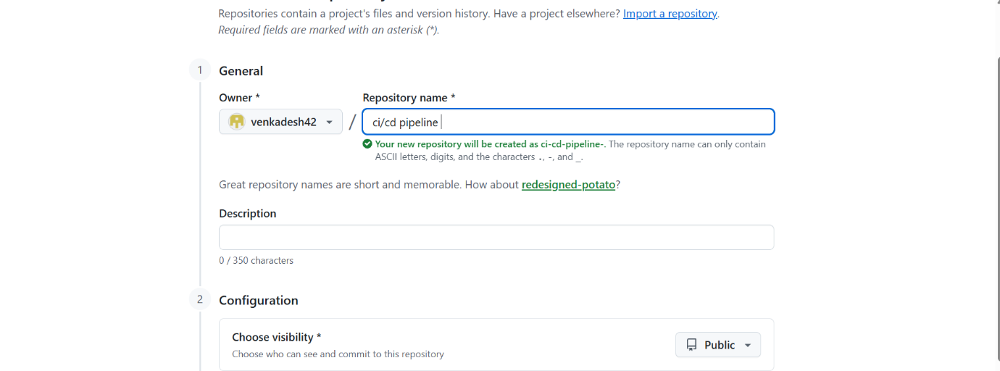 Repositories contain a project's files and version history. Have a project elsewhere? Import a repository.
Required fields are marked with an asterisk (*).
1 General
Owner * Repository name *
venkadesh42 / ci/cd pipeline
Your new repository will be created as ci-cd-pipeline-. The repository name can only contain
ASCII letters, digits, and the characters ., -, and _.
Great repository names are short and memorable. How about redesigned-potato?
Description
0 / 350 characters
2 Configuration
Choose visibility *
Public
Choose who can see and commit to this repository